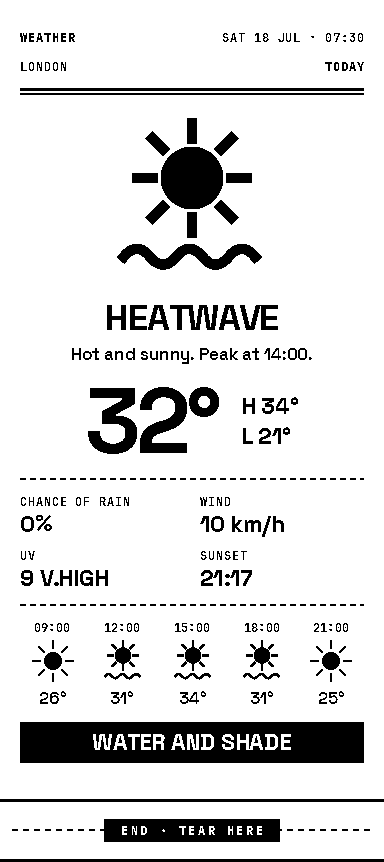 WEATHER SAT 18 JUL · 07:30
LONDON TODAY
HEATWAVE
Hot and sunny. Peak at 14:00.
32° H 34°
L 21°
CHANCE OF RAIN WIND
0% 10 km/h
UV SUNSET
9 V.HIGH 21:17
09:00 12:00 15:00 18:00 21:00
26° 31° 34° 31° 25°
WATER AND SHADE
END · TEAR HERE